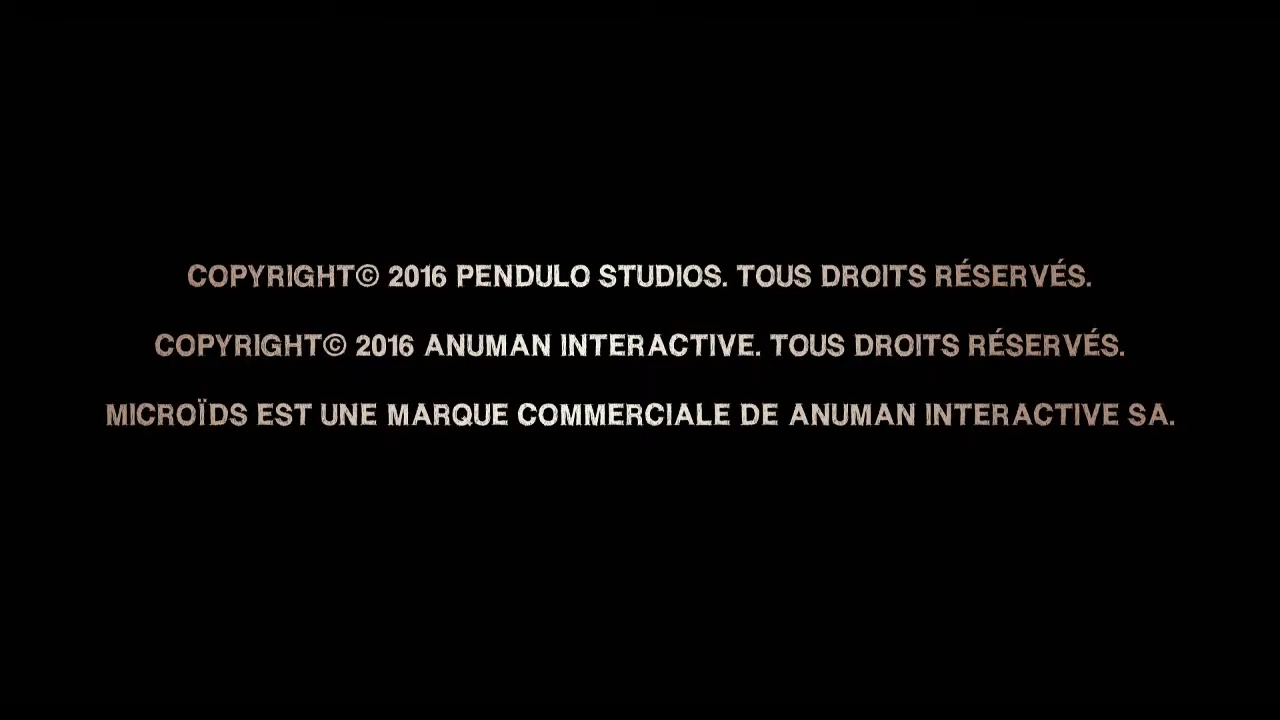 COPYRIGHT© 2016 PENDULO STUDIOS. TOUS DROITS RÉSERVÉS.
COPYRIGHT© 2016 ANUMAN INTERACTIVE. TOUS DROITS RÉSERVÉS.
MICROÏDS EST UNE MARQUE COMMERCIALE DE ANUMAN INTERACTIVE SA.